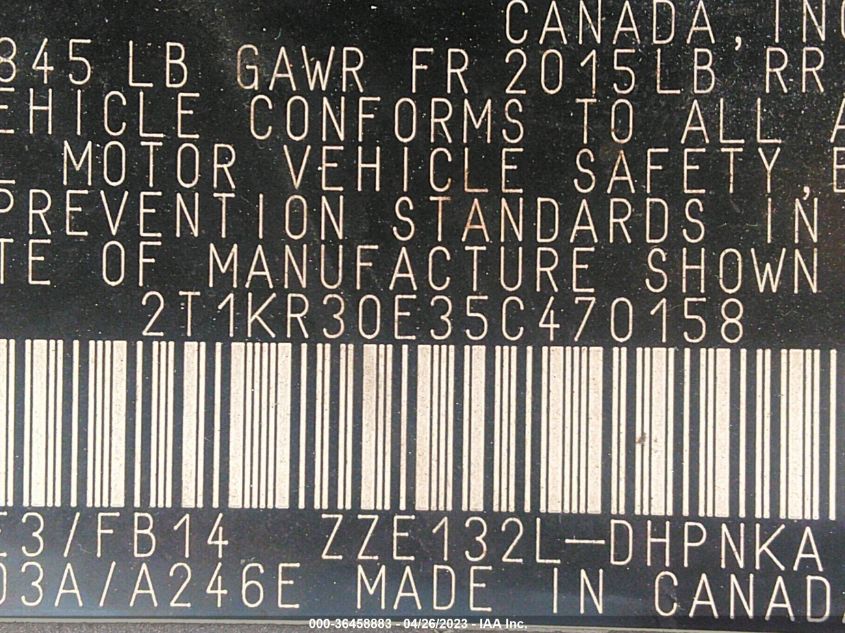 CANADA, INC
845 LB GAWR FR 2015LB RR
EHICLE CONFORMS TO ALL A
L MOTOR VEHICLE SAFETY, B
PREVENTION STANDARDS IN
TE OF MANUFACTURE SHOWN
2T1KR30E35C470158
E3/FB14 ZZE132L-DHPNKA
03A/A246E MADE IN CANADA
000-36458883 - 04/26/2023 - IAA Inc.